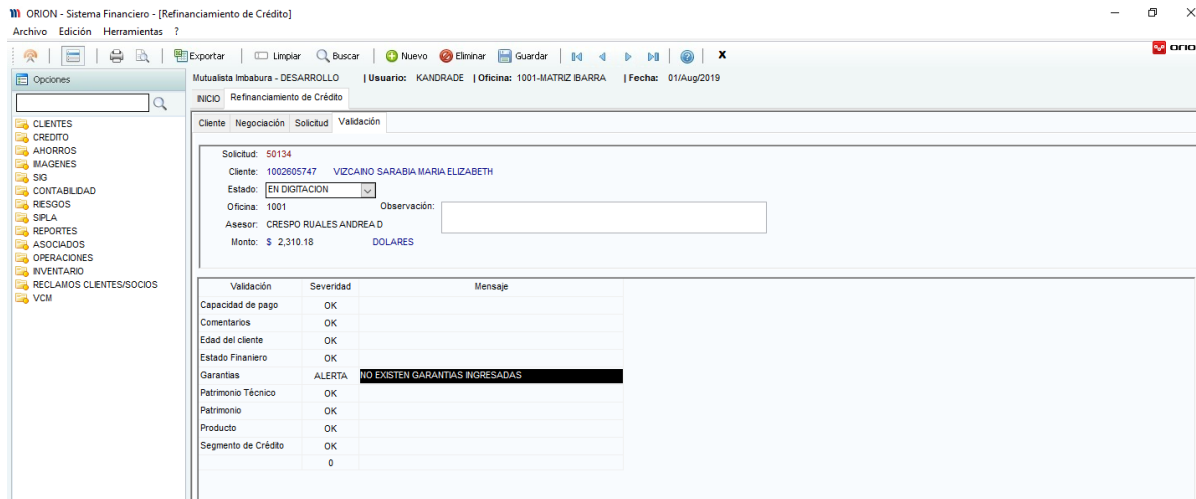 ORION - Sistema Financiero - [Refinanciamiento de Crédito]
Archivo Edición Herramientas ?
Exportar Limpiar Buscar Nuevo Eliminar Guardar X
Opciones
Mutualista Imbabura - DESARROLLO | Usuario: KANDRADE | Oficina: 1001-MATRIZ IBARRA | Fecha: 01/Aug/2019
INICIO Refinanciamiento de Crédito
Cliente Negociación Solicitud Validación
CLIENTES
CREDITO
AHORROS
IMAGENES
SIG
CONTABILIDAD
RIESGOS
SIPLA
REPORTES
ASOCIADOS
OPERACIONES
INVENTARIO
RECLAMOS CLIENTES/SOCIOS
VCM
Solicitud: 50134
Cliente: 1002605747 VIZCAINO SARABIA MARIA ELIZABETH
Estado: EN DIGITACION
Oficina: 1001 Observación:
Asesor: CRESPO RUALES ANDREA D
Monto: $ 2,310.18 DOLARES
Validación Severidad Mensaje
Capacidad de pago OK
Comentarios OK
Edad del cliente OK
Estado Finaniero OK
Garantias ALERTA NO EXISTEN GARANTIAS INGRESADAS
Patrimonio Técnico OK
Patrimonio OK
Producto OK
Segmento de Crédito OK
0